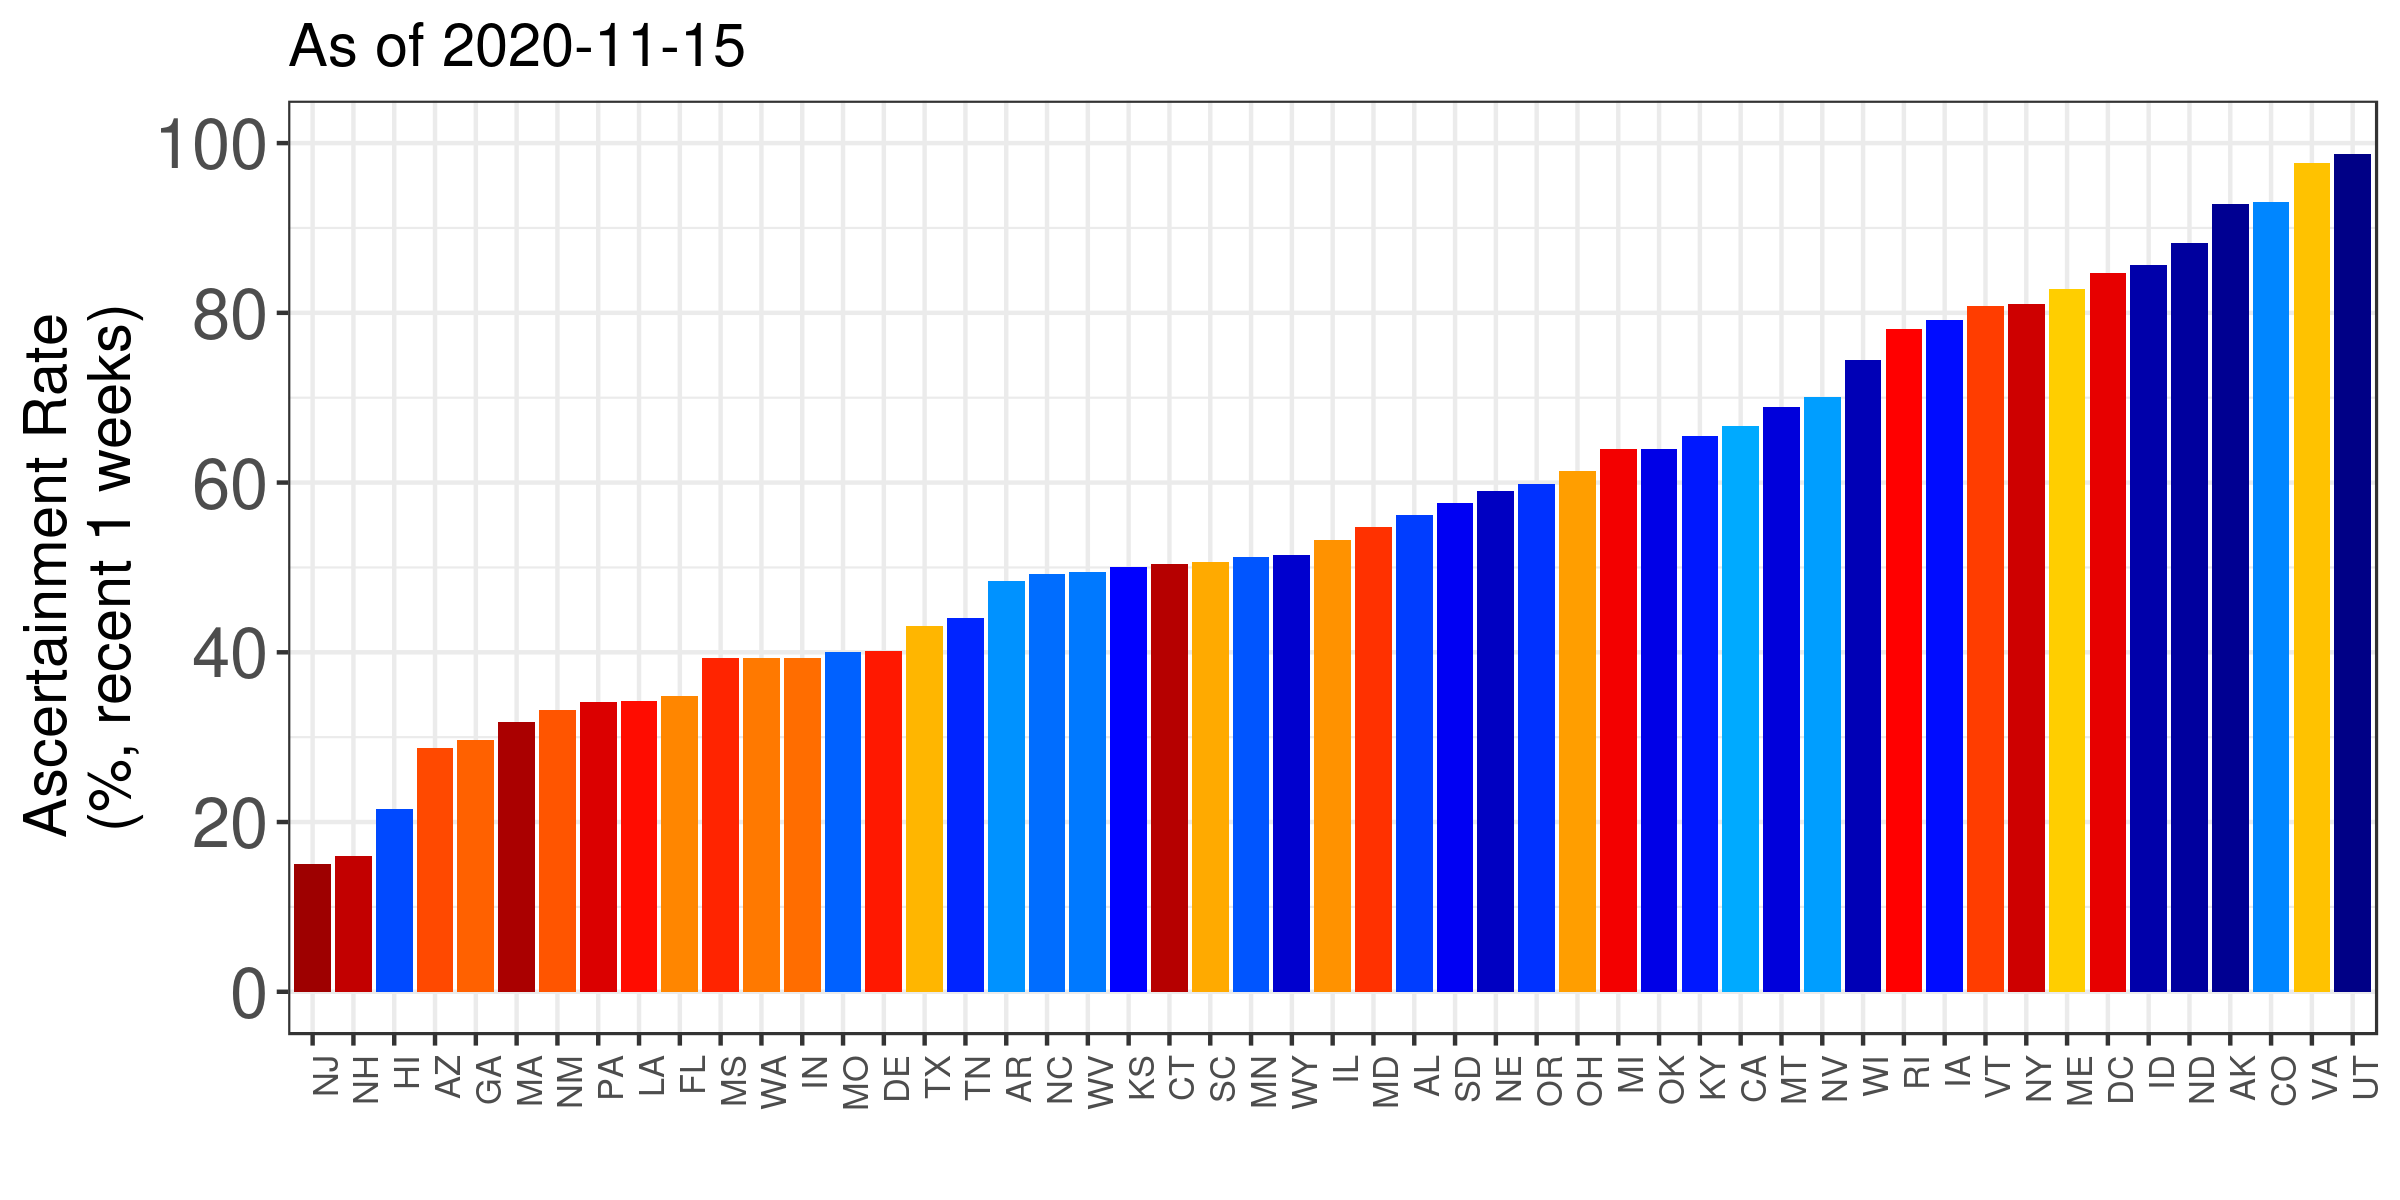 As of 2020-11-15
Ascertainment Rate
(%, recent 1 weeks)
100
80
60
40
20
0
NJ
NH
HI
AZ
GA
MA
NM
PA
LA
FL
MS
WA
IN
MO
DE
TX
TN
AR
NC
WV
KS
CT
SC
MN
WY
IL
MD
AL
SD
NE
OR
OH
MI
OK
KY
CA
MT
NV
WI
RI
IA
VT
NY
ME
DC
ID
ND
AK
CO
VA
UT